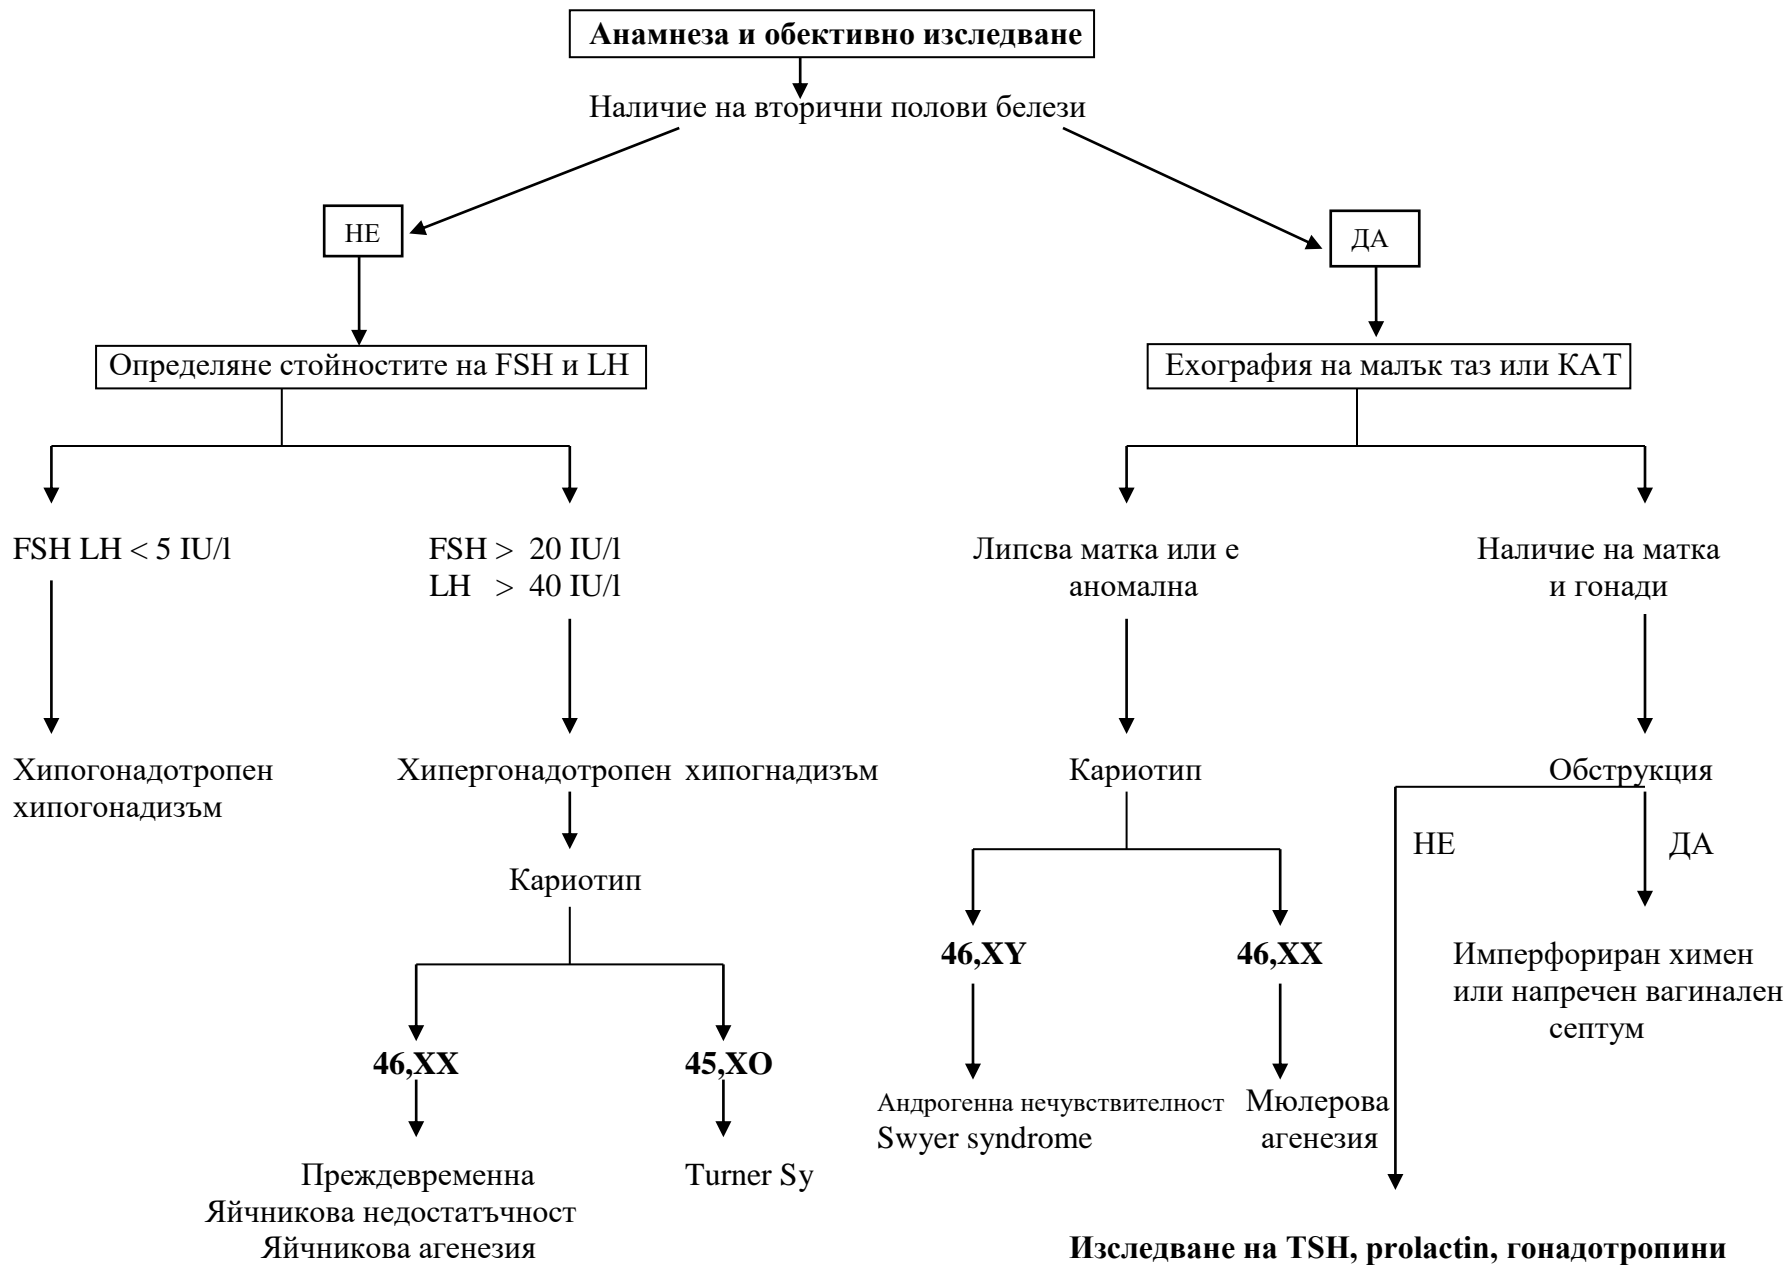 Анамнеза и обективно изследване
Наличие на вторични полови белези
НЕ
ДА
Определяне стойностите на FSH и LH
Ехография на малък таз или КАТ
FSH LH < 5 IU/l
FSH > 20 IU/l
LH > 40 IU/l
Липсва матка или е
аномална
Наличие на матка
и гонади
Хипогонадотропен
хипогонадизъм
Хипергонадотропен хипогнадизъм
Кариотип
Обструкция
НЕ
ДА
Кариотип
46,XY
46,XX
Имперфориран химен
или напречен вагинален
септум
46,XX
45,XO
Андрогенна нечувствителност
Swyer syndrome
Мюлерова
агенезия
Преждевременна
Яйчникова недостатъчност
Яйчникова агенезия
Turner Sy
Изследване на TSH, prolactin, гонадотропини